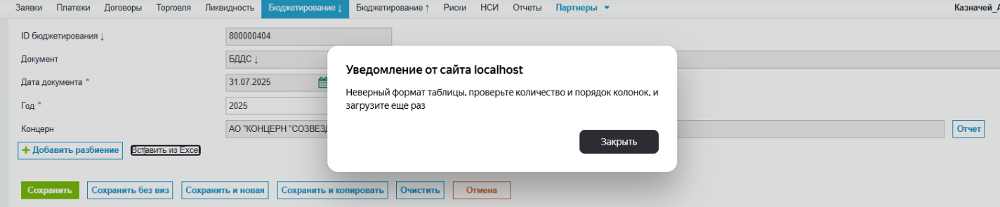 Заявки Платежи Договоры Торговля Ликвидность Бюджетирование ↓ Бюджетирование ↑ Риски НСИ Отчеты Партнеры Казначей_А
ID бюджетирования ↓ 800000404
Документ БДДС ↓
Уведомление от сайта localhost
Дата документа * 31.07.2025
Неверный формат таблицы, проверьте количество и порядок колонок, и
загрузите еще раз
Год * 2025
Концерн АО "КОНЦЕРН "СОЗВЕЗД Отчет
Закрыть
+ Добавить разбиение Вставить из Excel
Сохранить Сохранить без виз Сохранить и новая Сохранить и копировать Очистить Отмена